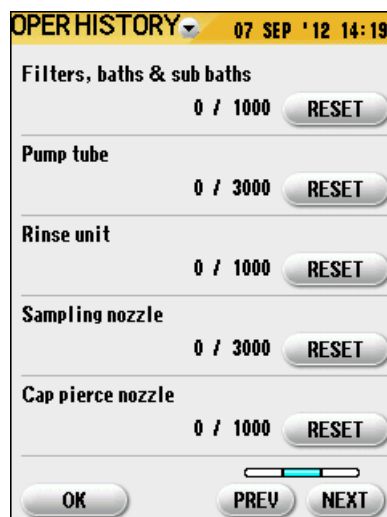 OPER HISTORY 07 SEP '12 14:19
Filters, baths & sub baths
0 / 1000 RESET
Pump tube
0 / 3000 RESET
Rinse unit
0 / 1000 RESET
Sampling nozzle
0 / 3000 RESET
Cap pierce nozzle
0 / 1000 RESET
OK PREV NEXT